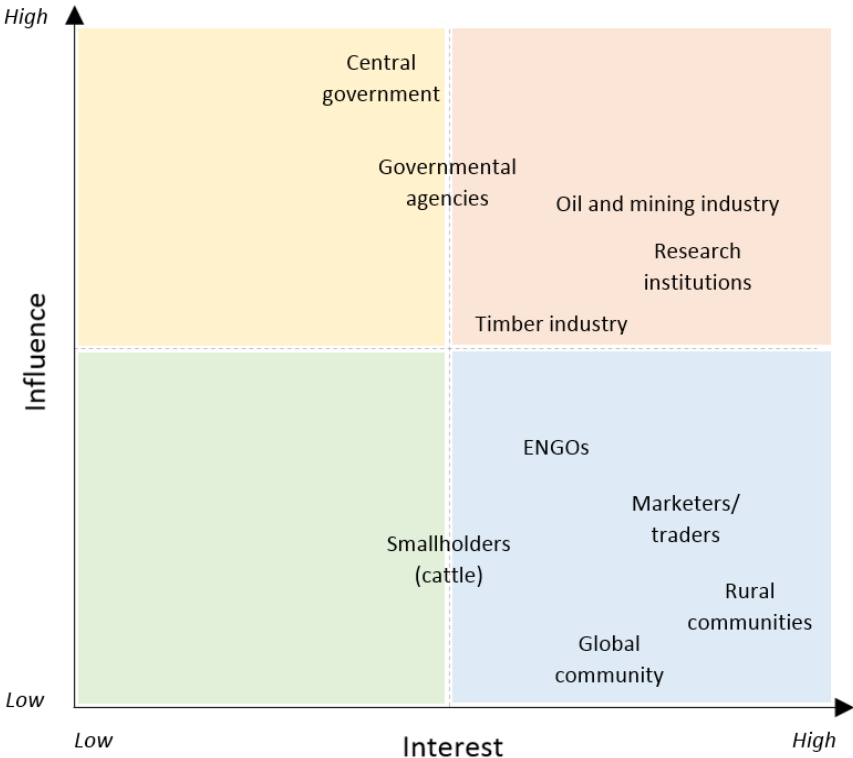 High
Central
government
Governmental
agencies
Oil and mining industry
Research
institutions
Timber industry
Influence
ENGOs
Marketers/
traders
Smallholders
(cattle)
Rural
communities
Global
community
Low
Low
Interest
High